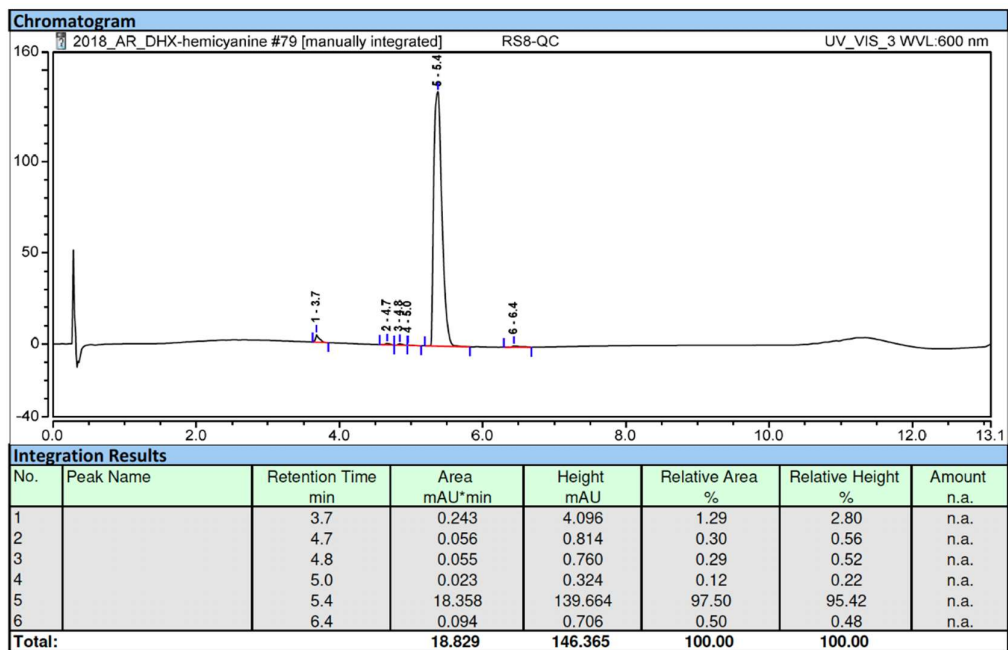 Chromatogram
2018_AR_DHX-hemicyanine #79 [manually integrated] RS8-QC UV_VIS_3 WVL:600 nm
160
100
50
0
-40
1 - 3.7
2 - 4.7
3 - 4.8
4 - 5.0
5 - 5.4
6 - 6.4
0.0 2.0 4.0 6.0 8.0 10.0 12.0 13.1
Integration Results
No. Peak Name Retention Time Area Height Relative Area Relative Height Amount
min mAU*min mAU % % n.a.
1 3.7 0.243 4.096 1.29 2.80 n.a.
2 4.7 0.056 0.814 0.30 0.56 n.a.
3 4.8 0.055 0.760 0.29 0.52 n.a.
4 5.0 0.023 0.324 0.12 0.22 n.a.
5 5.4 18.358 139.664 97.50 95.42 n.a.
6 6.4 0.094 0.706 0.50 0.48 n.a.
Total: 18.829 146.365 100.00 100.00